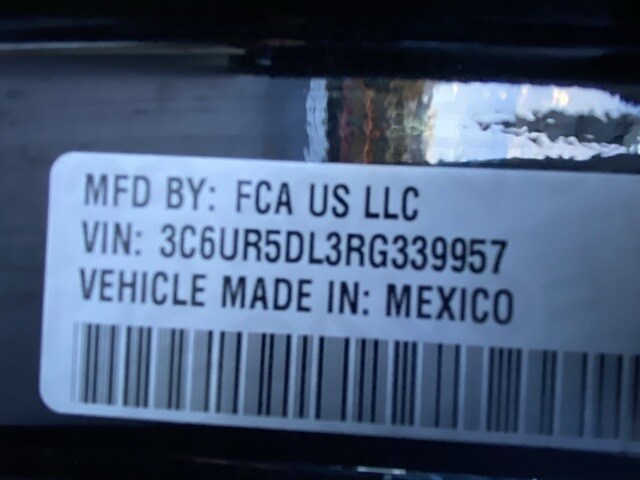 MFD BY: FCA US LLC
VIN: 3C6UR5DL3RG339957
VEHICLE MADE IN: MEXICO